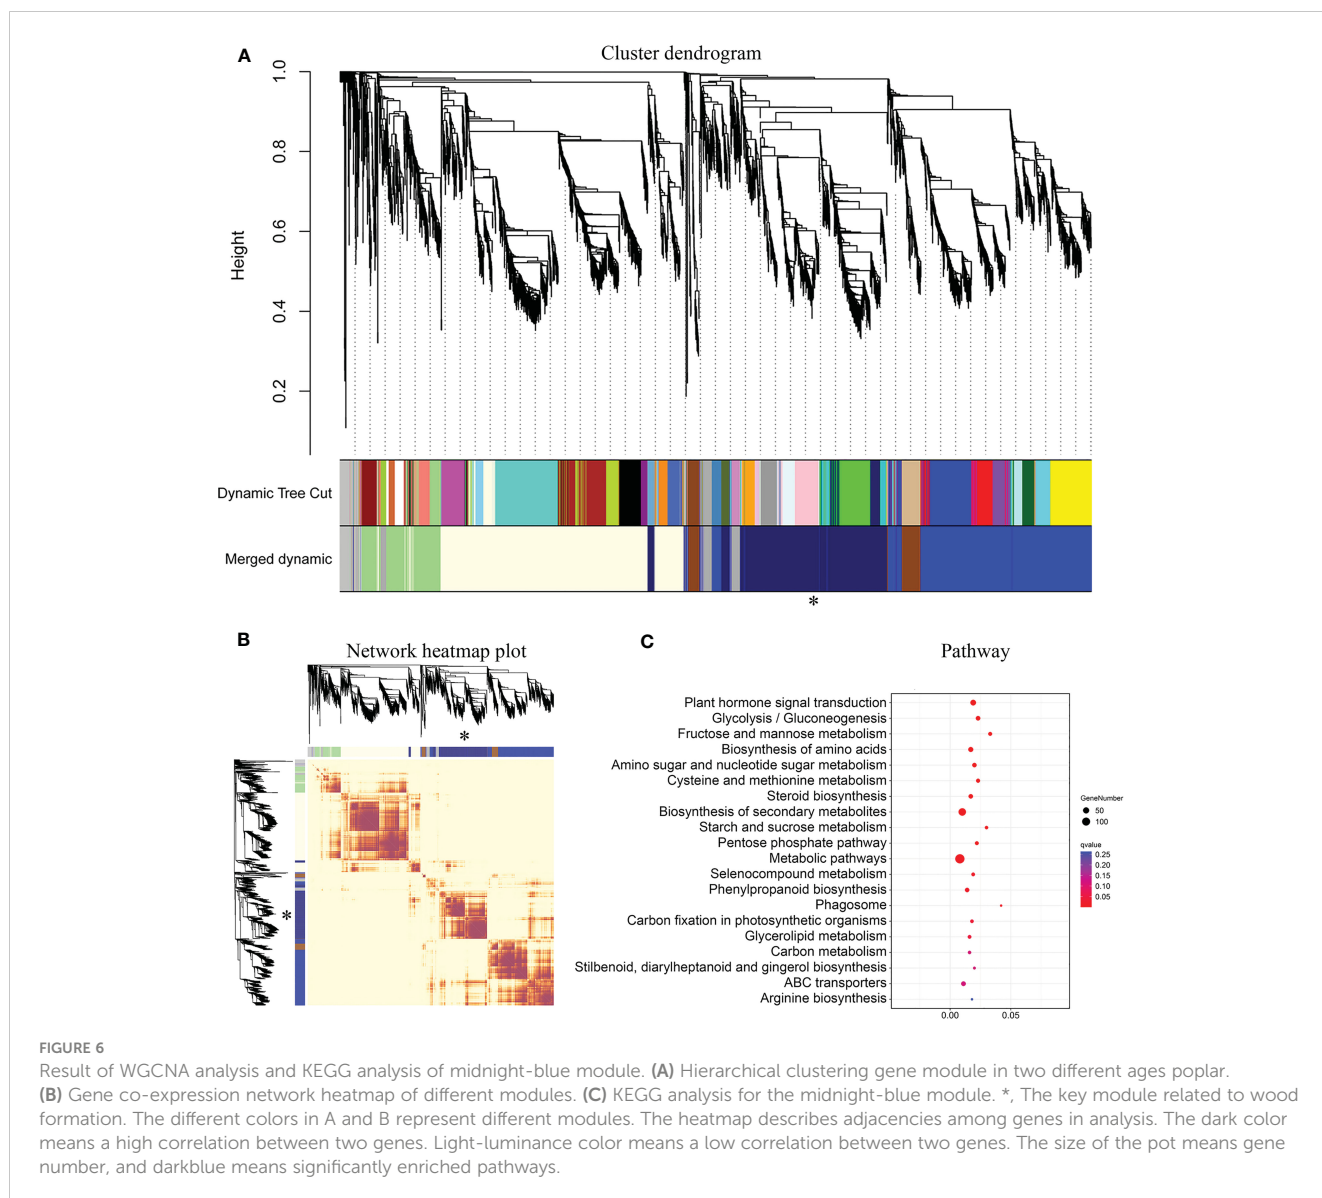 A
Cluster dendrogram
Height
1.0
0.8
0.6
0.4
0.2
Dynamic Tree Cut
Merged dynamic
*
B
Network heatmap plot
*
*
C
Pathway
Plant hormone signal transduction
Glycolysis / Gluconeogenesis
Fructose and mannose metabolism
Biosynthesis of amino acids
Amino sugar and nucleotide sugar metabolism
Cysteine and methionine metabolism
Steroid biosynthesis
Biosynthesis of secondary metabolites
Starch and sucrose metabolism
Pentose phosphate pathway
Metabolic pathways
Selenocompound metabolism
Phenylpropanoid biosynthesis
Phagosome
Carbon fixation in photosynthetic organisms
Glycerolipid metabolism
Carbon metabolism
Stilbenoid, diarylheptanoid and gingerol biosynthesis
ABC transporters
Arginine biosynthesis
0.00 0.05
GeneNumber
50
100
qvalue
0.25
0.20
0.15
0.10
0.05
FIGURE 6
Result of WGCNA analysis and KEGG analysis of midnight-blue module. (A) Hierarchical clustering gene module in two different ages poplar.
(B) Gene co-expression network heatmap of different modules. (C) KEGG analysis for the midnight-blue module. *, The key module related to wood
formation. The different colors in A and B represent different modules. The heatmap describes adjacencies among genes in analysis. The dark color
means a high correlation between two genes. Light-luminance color means a low correlation between two genes. The size of the pot means gene
number, and darkblue means significantly enriched pathways.